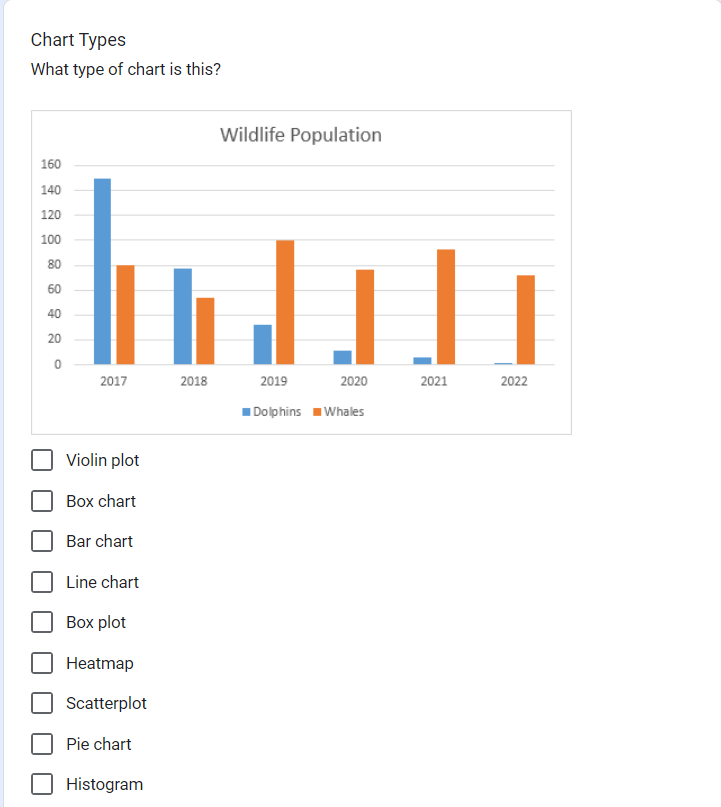 Chart Types
What type of chart is this?
Wildlife Population
160
140
120
100
80
60
40
20
0
2017 2018 2019 2020 2021 2022
Dolphins Whales
Violin plot
Box chart
Bar chart
Line chart
Box plot
Heatmap
Scatterplot
Pie chart
Histogram